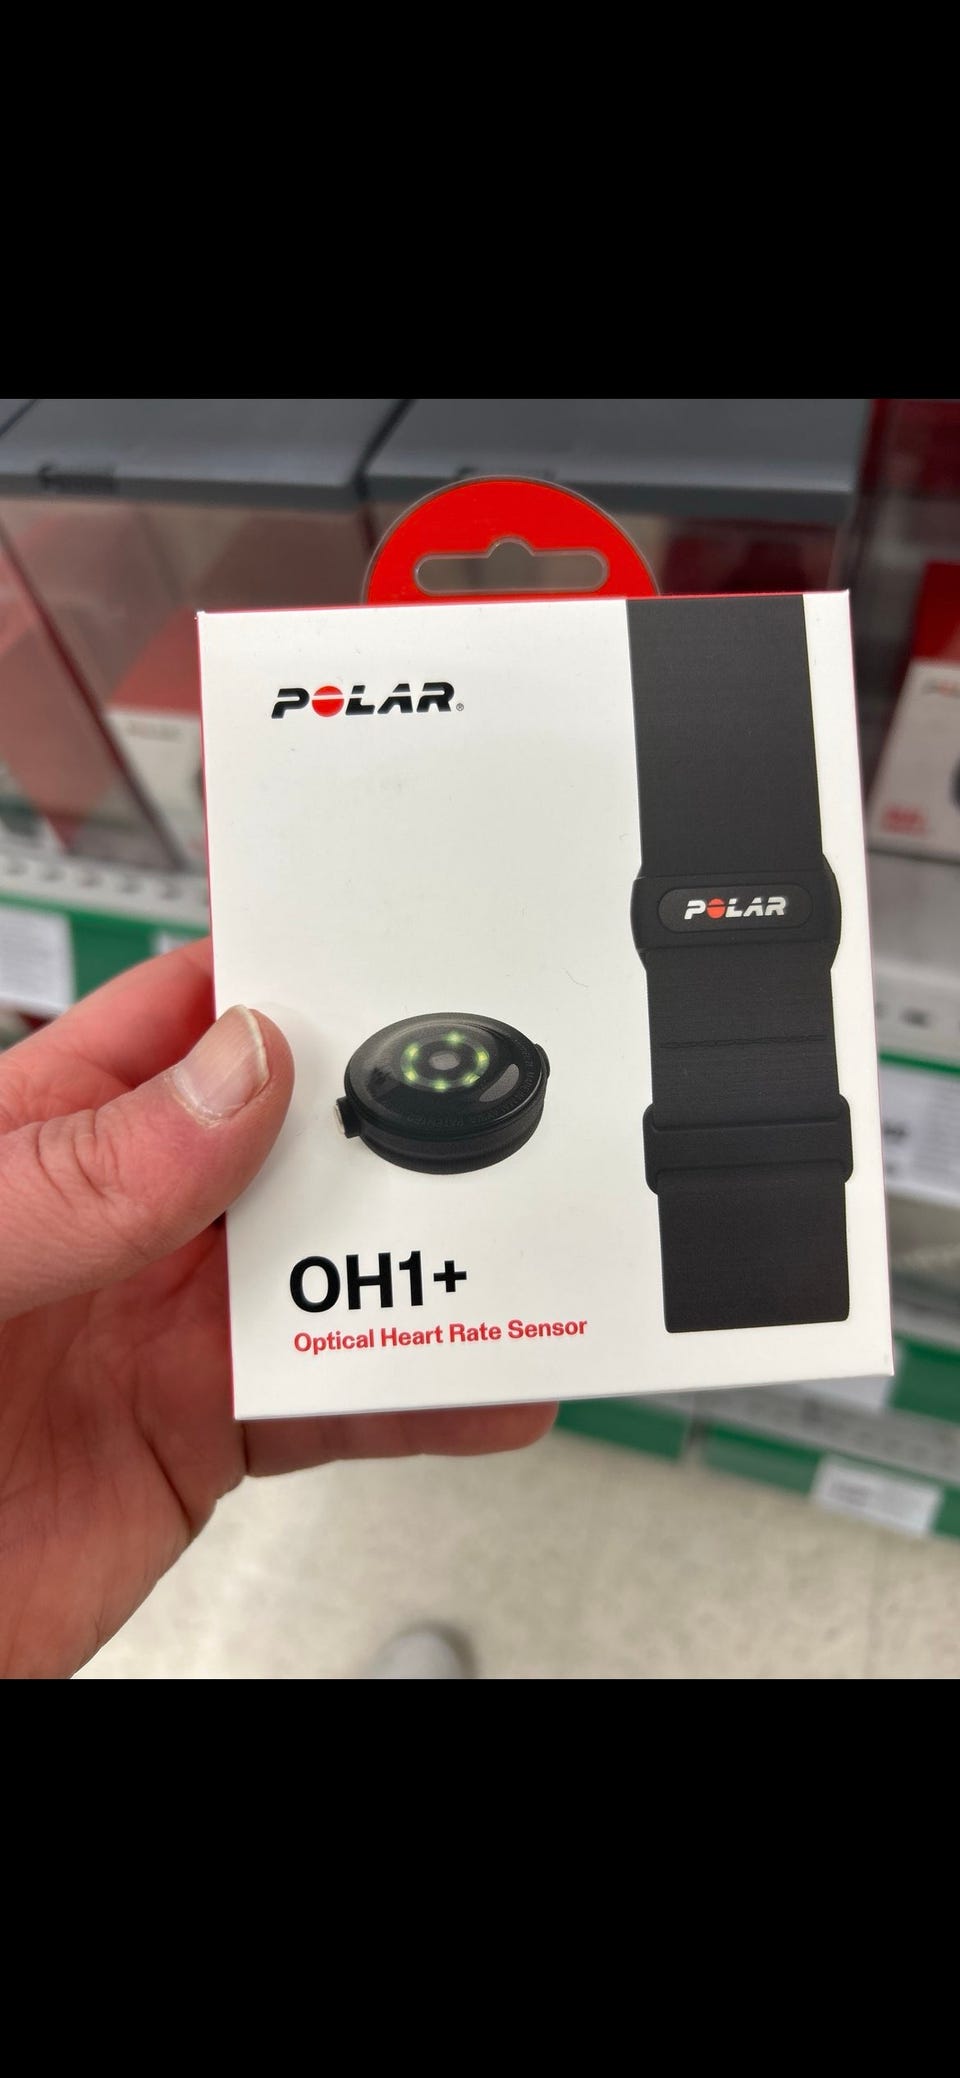 POLAR®
POLAR
OH1+
Optical Heart Rate Sensor